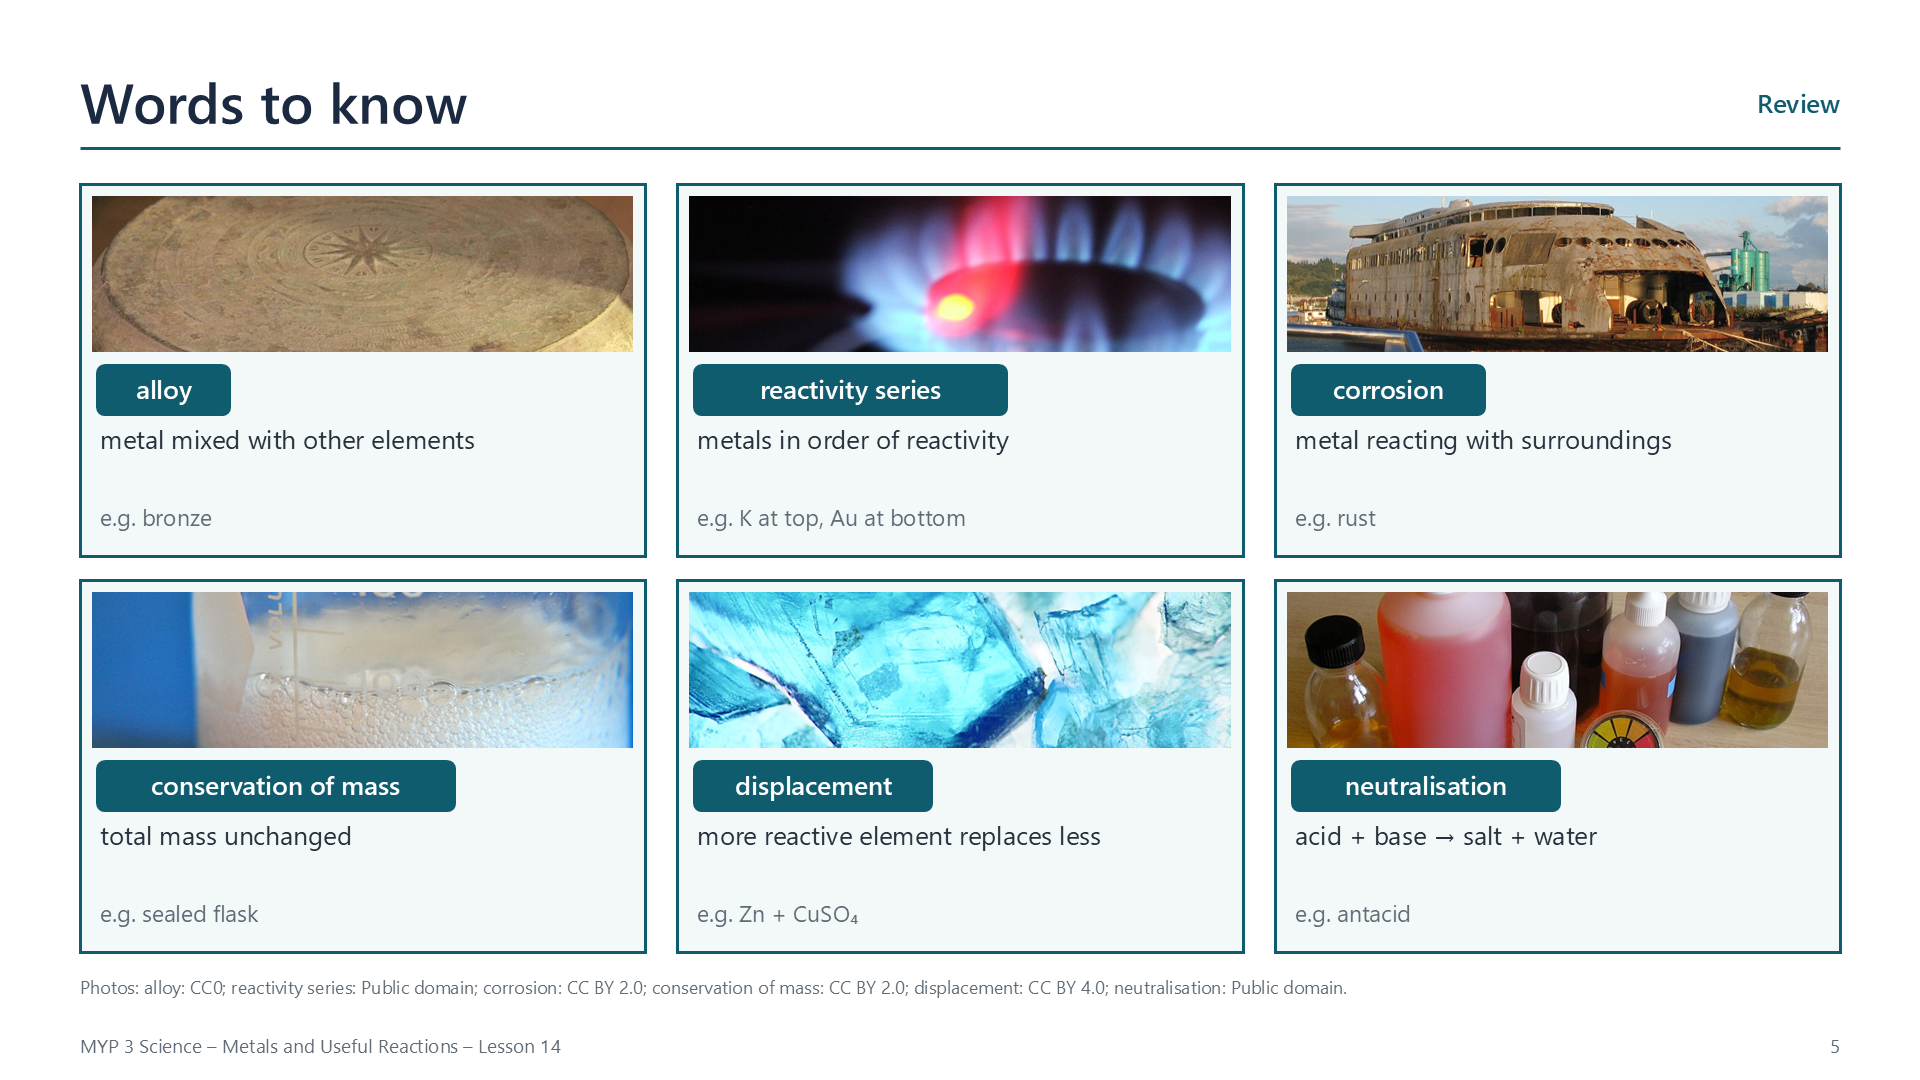 Words to know
Review
alloy
metal mixed with other elements
e.g. bronze
reactivity series
metals in order of reactivity
e.g. K at top, Au at bottom
corrosion
metal reacting with surroundings
e.g. rust
VOLU
100
conservation of mass
total mass unchanged
e.g. sealed flask
displacement
more reactive element replaces less
e.g. Zn + CuSO₄
neutralisation
acid + base → salt + water
e.g. antacid
Photos: alloy: CC0; reactivity series: Public domain; corrosion: CC BY 2.0; conservation of mass: CC BY 2.0; displacement: CC BY 4.0; neutralisation: Public domain.
MYP 3 Science – Metals and Useful Reactions – Lesson 14
5